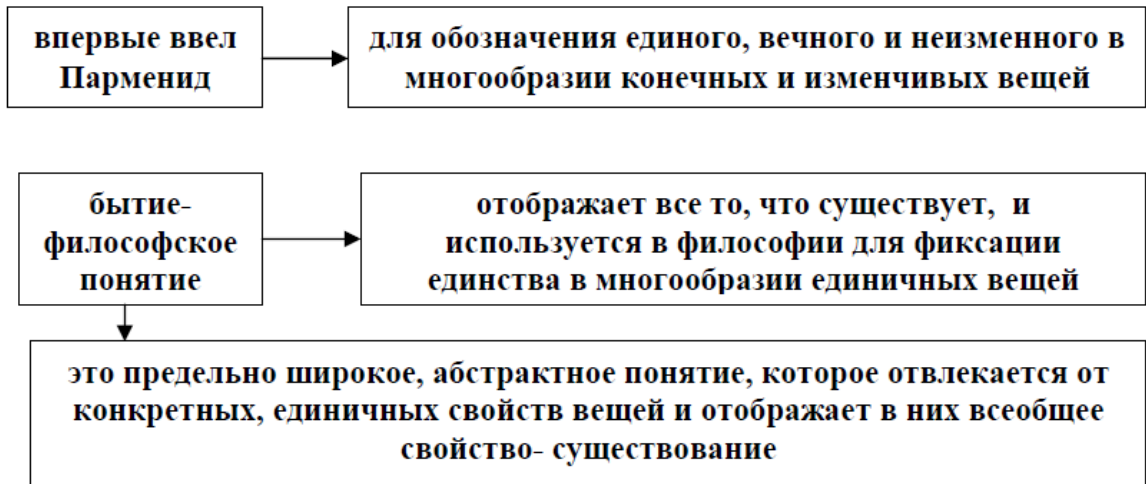 впервые ввел
Парменид
для обозначения единого, вечного и неизменного в
многообразии конечных и изменчивых вещей
бытие-
философское
понятие
отображает все то, что существует, и
используется в философии для фиксации
единства в многообразии единичных вещей
это предельно широкое, абстрактное понятие, которое отвлекается от
конкретных, единичных свойств вещей и отображает в них всеобщее
свойство- существование